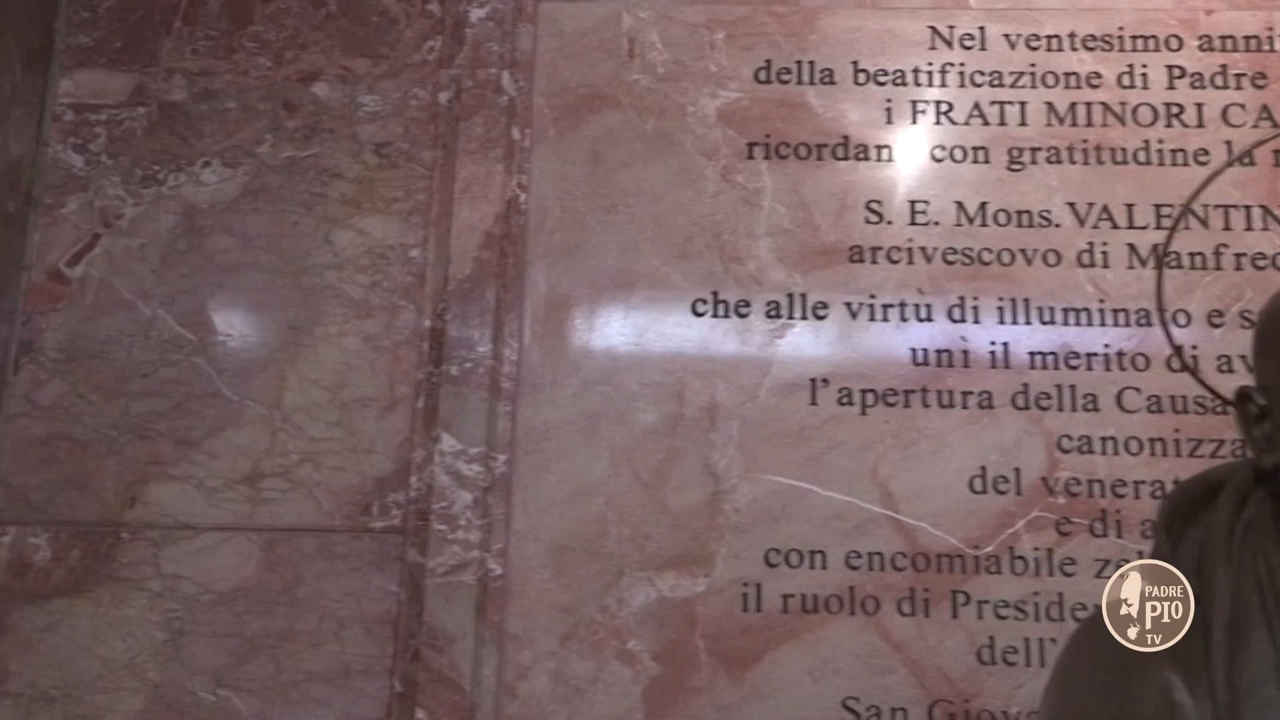 Nel ventesimo anni
della beatificazione di Padre
i FRATI MINORI CA
ricordan con gratitudine la
S. E. Mons. VALENTIN
arcivescovo di Manfred
che alle virtù di illuminato e s
unì il merito di av
l'apertura della Causa
canonizza
del venera
e di a
con encomiabile ze
il ruolo di Preside
dell'
San Giova
PADRE
PIO
TV